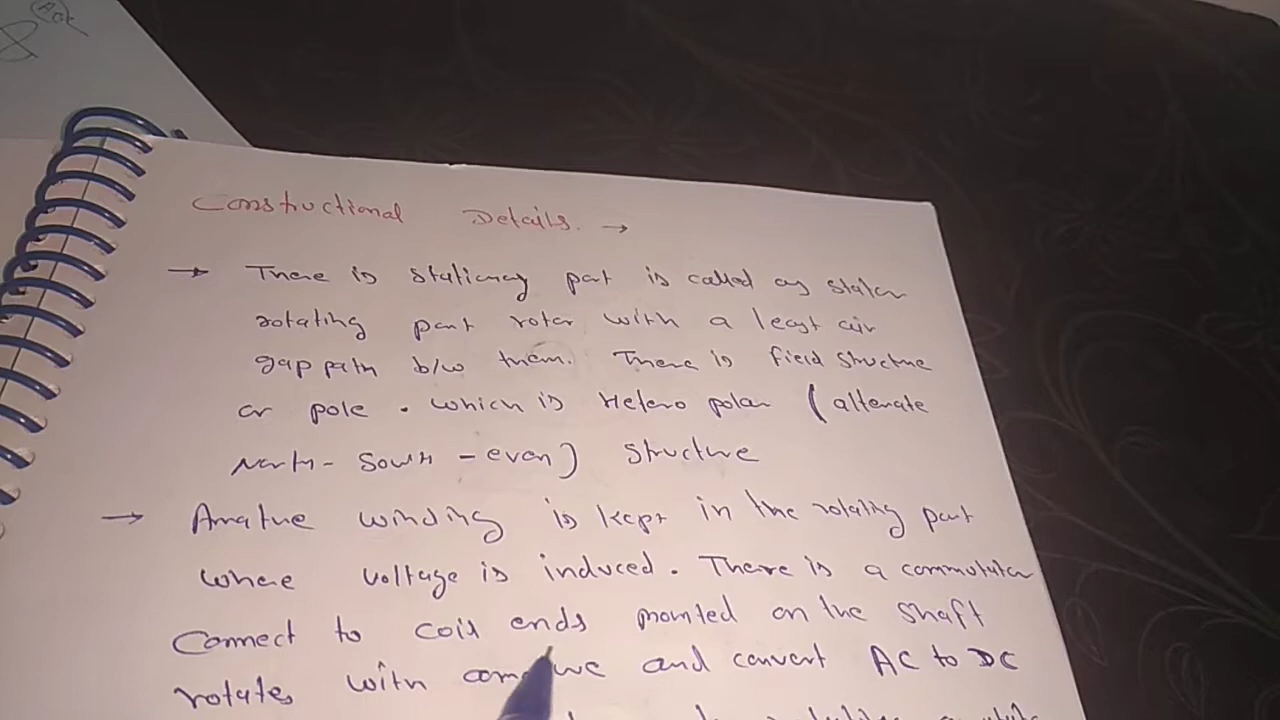 Constructional Details. →
→ There is stationary part is called as stator
rotating part rotor with a least air
gap path b/w them. There is field structure
or pole. which is Hetero polar (alternate
North - South - even) structure
→ Amature winding is kept in the rotating part
where voltage is induced. There is a commutator
Connect to coil ends mounted on the shaft
rotates with and convert AC to DC